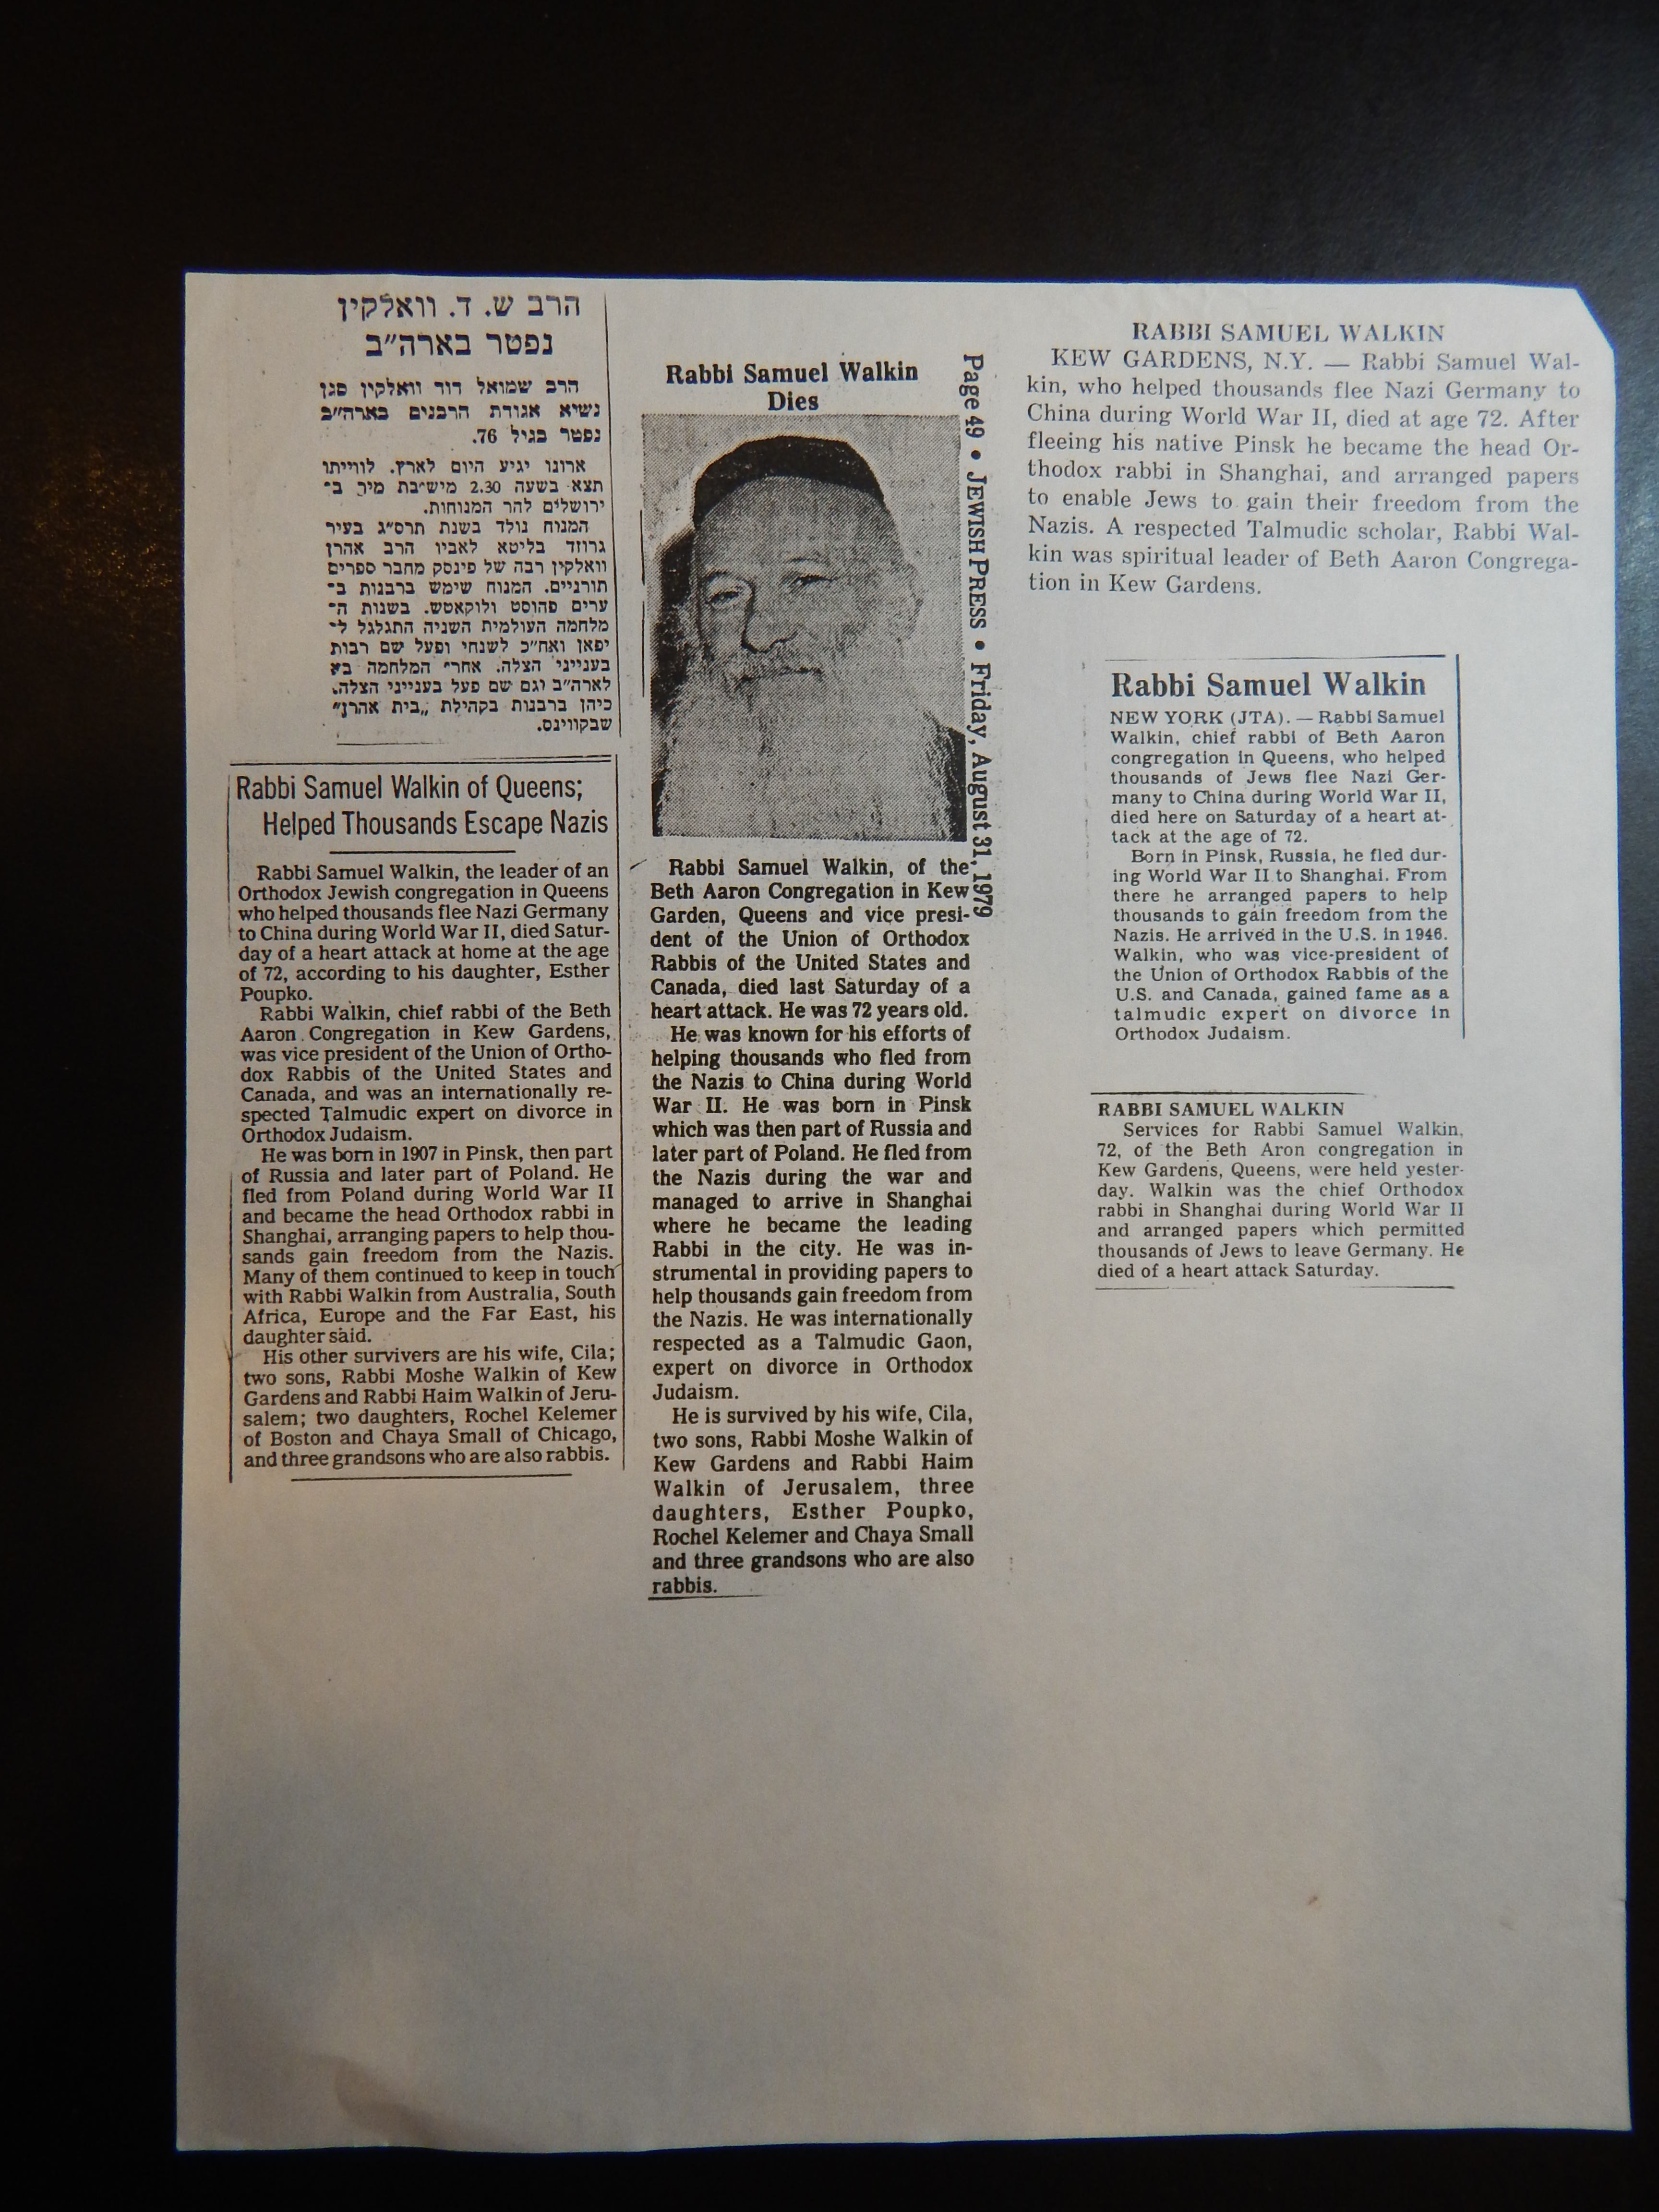 הרב ש. ד. וואלקין
נפטר בארה״ב
הרב שמואל דוד וואלקין סגן
נשיא אגודת הרבנים בארה״ב
נפטר בגיל 76.
ארונו יגיע היום לארץ. לווייתו
תצא בשעה 2.30 מישיבת מיר ב־
ירושלים להר המנוחות.
המנוח נולד בשנת תרס״ג בעיר
גרוזד בליטא לאביו הרב אהרן
וואלקין רבה של פינסק מחבר ספרים
תורניים. המנוח שימש ברבנות ב־
ערים פהוסט ולוקאטש. בשנות ה־
מלחמה העולמית השניה התגלגל ל־
יפאן ואח״כ לשנחי ופעל שם רבות
בענייני הצלה. אחרי המלחמה בא
לארה״ב וגם שם פעל בענייני הצלה.
כיהן ברבנות בקהילת „בית אהרן״
שבקווינס.
Rabbi Samuel Walkin of Queens;
Helped Thousands Escape Nazis
Rabbi Samuel Walkin, the leader of an
Orthodox Jewish congregation in Queens
who helped thousands flee Nazi Germany
to China during World War II, died Satur-
day of a heart attack at home at the age
of 72, according to his daughter, Esther
Poupko.
Rabbi Walkin, chief rabbi of the Beth
Aaron Congregation in Kew Gardens,
was vice president of the Union of Ortho-
dox Rabbis of the United States and
Canada, and was an internationally re-
spected Talmudic expert on divorce in
Orthodox Judaism.
He was born in 1907 in Pinsk, then part
of Russia and later part of Poland. He
fled from Poland during World War II
and became the head Orthodox rabbi in
Shanghai, arranging papers to help thou-
sands gain freedom from the Nazis.
Many of them continued to keep in touch
with Rabbi Walkin from Australia, South
Africa, Europe and the Far East, his
daughter said.
His other survivers are his wife, Cila;
two sons, Rabbi Moshe Walkin of Kew
Gardens and Rabbi Haim Walkin of Jeru-
salem; two daughters, Rochel Kelemer
of Boston and Chaya Small of Chicago,
and three grandsons who are also rabbis.
Rabbi Samuel Walkin
Dies
Page 49 • JEWISH PRESS • Friday, August 31, 1979
Rabbi Samuel Walkin, of the
Beth Aaron Congregation in Kew
Garden, Queens and vice presi-
dent of the Union of Orthodox
Rabbis of the United States and
Canada, died last Saturday of a
heart attack. He was 72 years old.
He was known for his efforts of
helping thousands who fled from
the Nazis to China during World
War II. He was born in Pinsk
which was then part of Russia and
later part of Poland. He fled from
the Nazis during the war and
managed to arrive in Shanghai
where he became the leading
Rabbi in the city. He was in-
strumental in providing papers to
help thousands gain freedom from
the Nazis. He was internationally
respected as a Talmudic Gaon,
expert on divorce in Orthodox
Judaism.
He is survived by his wife, Cila,
two sons, Rabbi Moshe Walkin of
Kew Gardens and Rabbi Haim
Walkin of Jerusalem, three
daughters, Esther Poupko,
Rochel Kelemer and Chaya Small
and three grandsons who are also
rabbis.
RABBI SAMUEL WALKIN
KEW GARDENS, N.Y. — Rabbi Samuel Wal-
kin, who helped thousands flee Nazi Germany to
China during World War II, died at age 72. After
fleeing his native Pinsk he became the head Or-
thodox rabbi in Shanghai, and arranged papers
to enable Jews to gain their freedom from the
Nazis. A respected Talmudic scholar, Rabbi Wal-
kin was spiritual leader of Beth Aaron Congrega-
tion in Kew Gardens.
Rabbi Samuel Walkin
NEW YORK (JTA). — Rabbi Samuel
Walkin, chief rabbi of Beth Aaron
congregation in Queens, who helped
thousands of Jews flee Nazi Ger-
many to China during World War II,
died here on Saturday of a heart at-
tack at the age of 72.
Born in Pinsk, Russia, he fled dur-
ing World War II to Shanghai. From
there he arranged papers to help
thousands to gain freedom from the
Nazis. He arrived in the U.S. in 1946.
Walkin, who was vice-president of
the Union of Orthodox Rabbis of the
U.S. and Canada, gained fame as a
talmudic expert on divorce in
Orthodox Judaism.
RABBI SAMUEL WALKIN
Services for Rabbi Samuel Walkin,
72, of the Beth Aron congregation in
Kew Gardens, Queens, were held yester-
day. Walkin was the chief Orthodox
rabbi in Shanghai during World War II
and arranged papers which permitted
thousands of Jews to leave Germany. He
died of a heart attack Saturday.